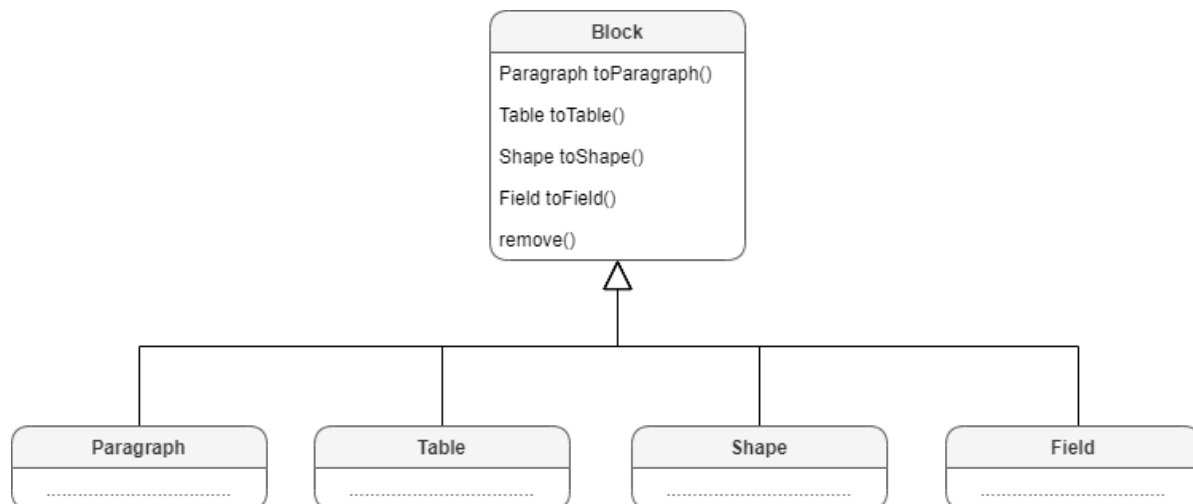 Block
Paragraph toParagraph()
Table toTable()
Shape toShape()
Field toField()
remove()
Paragraph
Table
Shape
Field